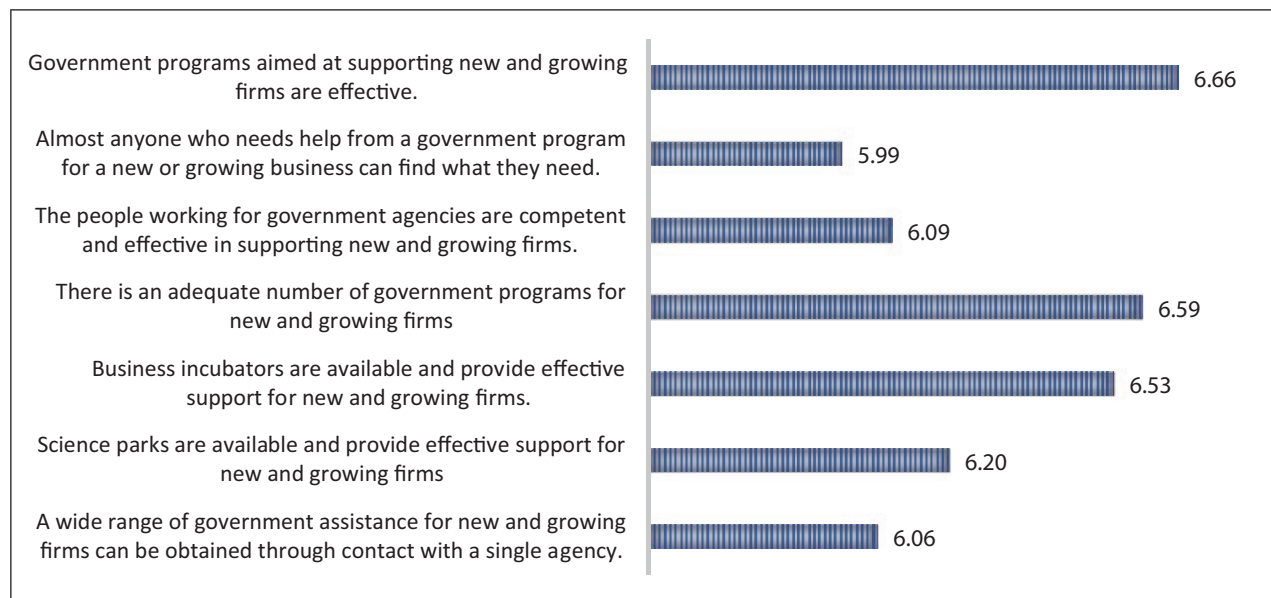 Government programs aimed at supporting new and growing
firms are effective.
6.66
Almost anyone who needs help from a government program
for a new or growing business can find what they need.
5.99
The people working for government agencies are competent
and effective in supporting new and growing firms.
6.09
There is an adequate number of government programs for
new and growing firms
6.59
Business incubators are available and provide effective
support for new and growing firms.
6.53
Science parks are available and provide effective support for
new and growing firms
6.20
A wide range of government assistance for new and growing
firms can be obtained through contact with a single agency.
6.06